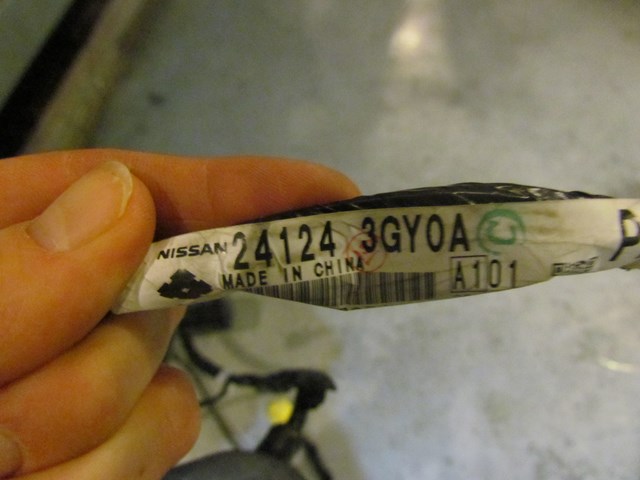 NISSAN 24124 3GY0A
MADE IN CHINA A101